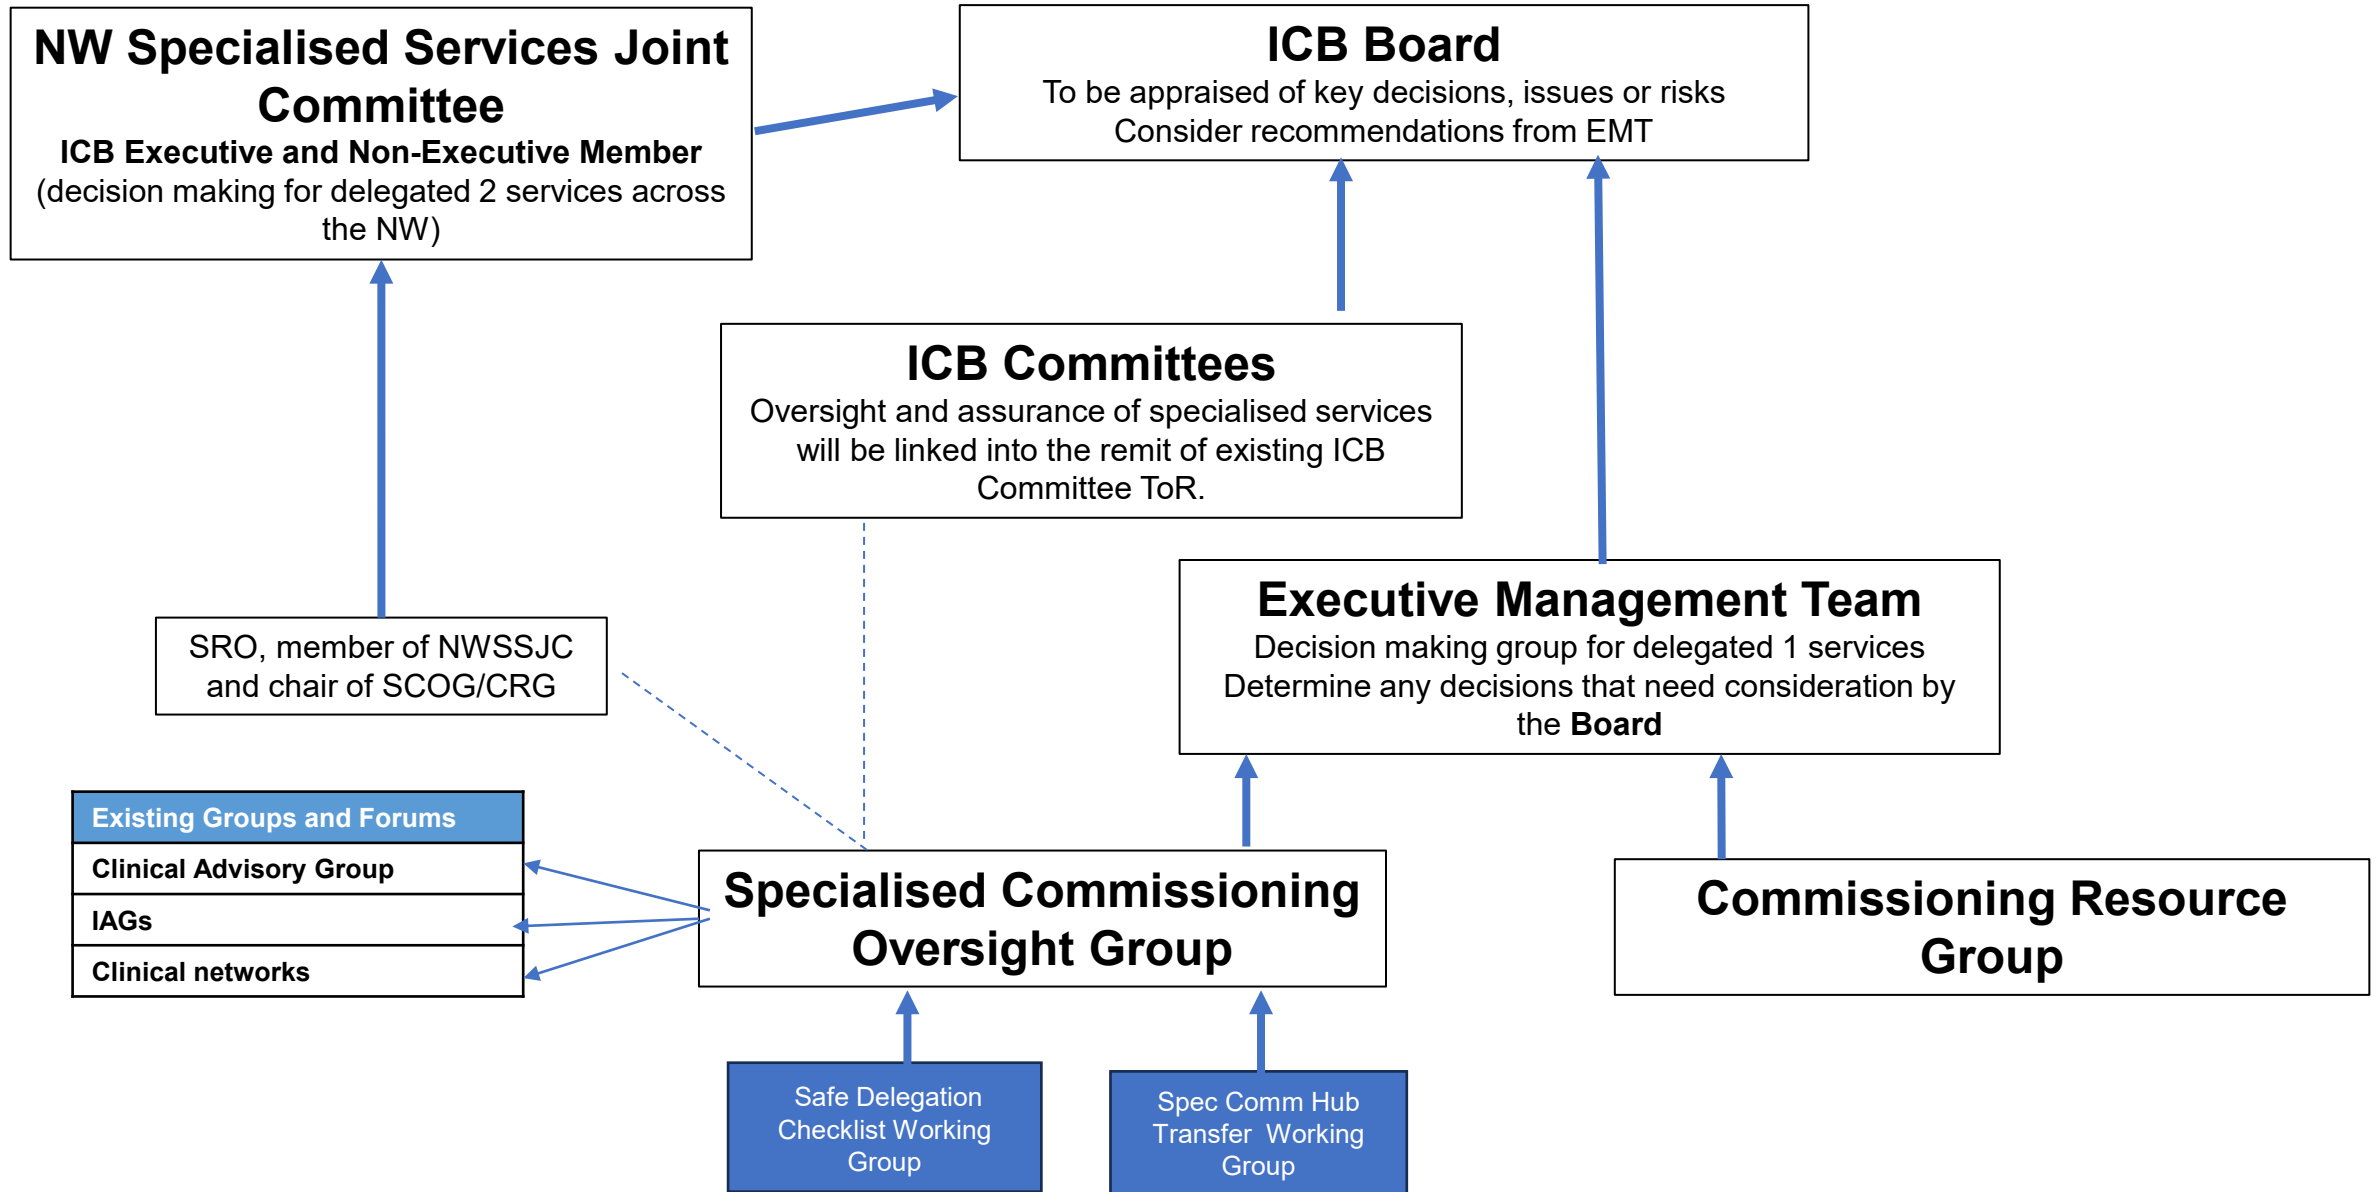 NW Specialised Services Joint
Committee
ICB Executive and Non-Executive Member
(decision making for delegated 2 services across
the NW)
ICB Board
To be appraised of key decisions, issues or risks
Consider recommendations from EMT
ICB Committees
Oversight and assurance of specialised services
will be linked into the remit of existing ICB
Committee ToR.
Executive Management Team
Decision making group for delegated 1 services
Determine any decisions that need consideration by
the Board
SRO, member of NWSSJC
and chair of SCOG/CRG
Existing Groups and Forums
Clinical Advisory Group
IAGs
Clinical networks
Specialised Commissioning
Oversight Group
Commissioning Resource
Group
Safe Delegation
Checklist Working
Group
Spec Comm Hub
Transfer  Working
Group